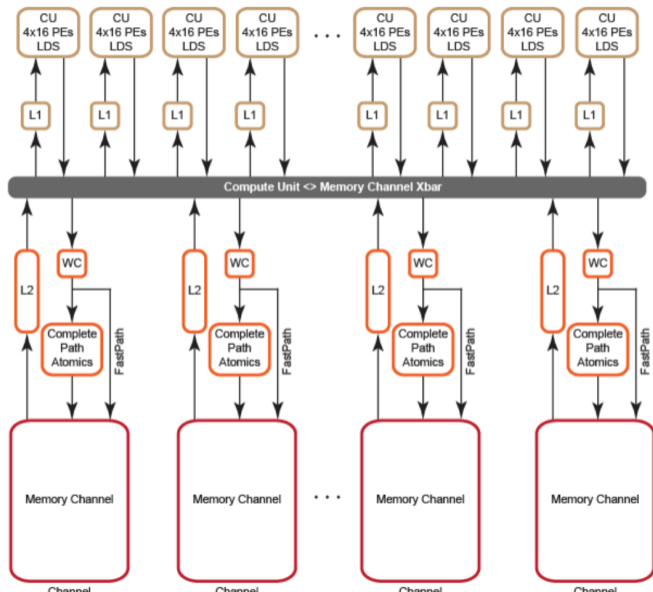 CU
4x16 PEs
LDS
CU
4x16 PEs
LDS
CU
4x16 PEs
LDS
CU
4x16 PEs
LDS
. . .
CU
4x16 PEs
LDS
CU
4x16 PEs
LDS
CU
4x16 PEs
LDS
CU
4x16 PEs
LDS
L1
L1
L1
L1
L1
L1
L1
L1
Compute Unit <> Memory Channel Xbar
L2
WC
Complete
Path
Atomics
FastPath
L2
WC
Complete
Path
Atomics
FastPath
L2
WC
Complete
Path
Atomics
FastPath
L2
WC
Complete
Path
Atomics
FastPath
Memory Channel
Memory Channel
. . .
Memory Channel
Memory Channel
Channel
Channel
Channel
Channel